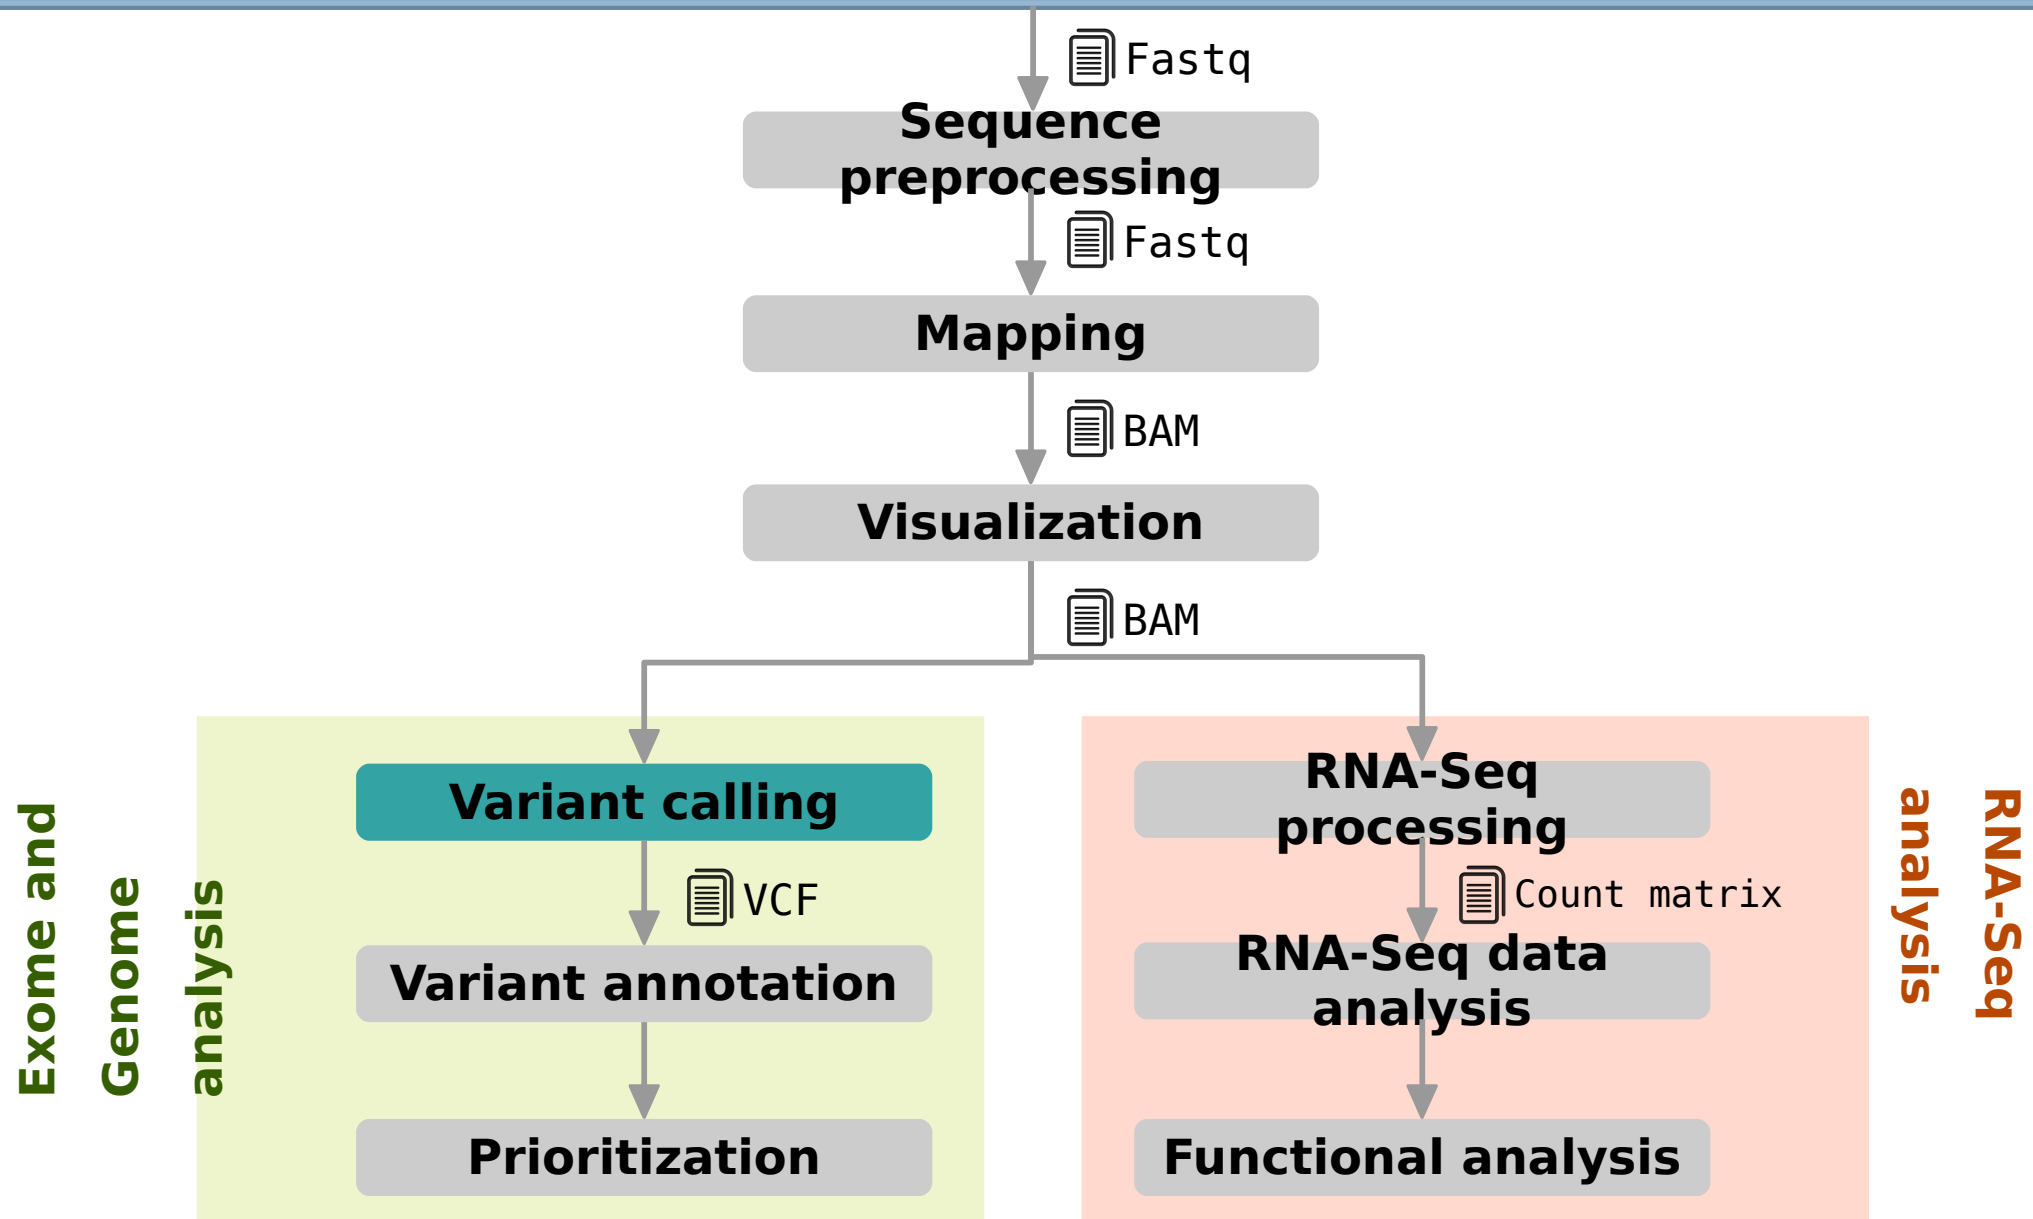 Fastq
Sequence
preprocessing
Fastq
Mapping
BAM
Visualization
BAM
Exome and
Genome
analysis
Variant calling
VCF
Variant annotation
Prioritization
RNA-Seq
processing
Count matrix
RNA-Seq data
analysis
Functional analysis
RNA-Seq
analysis